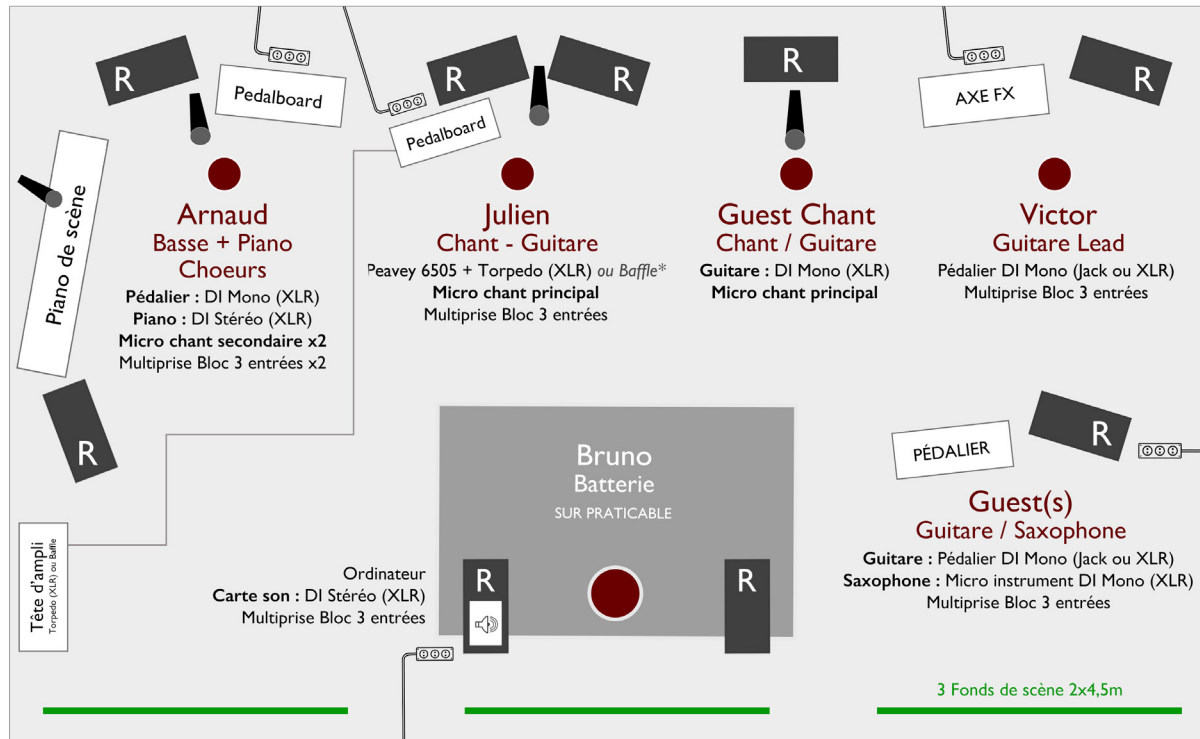 R
Pedalboard
Piano de scène
Arnaud
Basse + Piano
Choeurs
Pédalier : DI Mono (XLR)
Piano : DI Stéréo (XLR)
Micro chant secondaire x2
Multiprise Bloc 3 entrées x2
R
R
R
Pedalboard
Julien
Chant - Guitare
Peavey 6505 + Torpedo (XLR) ou Baffle*
Micro chant principal
Multiprise Bloc 3 entrées
R
Guest Chant
Chant / Guitare
Guitare : DI Mono (XLR)
Micro chant principal
AXE FX
R
Victor
Guitare Lead
Pédalier DI Mono (Jack ou XLR)
Multiprise Bloc 3 entrées
Tête d'ampli
Torpedo (XLR) ou Baffle
Ordinateur
Carte son : DI Stéréo (XLR)
Multiprise Bloc 3 entrées
Bruno
Batterie
SUR PRATICABLE
R
R
PÉDALIER
R
Guest(s)
Guitare / Saxophone
Guitare : Pédalier DI Mono (Jack ou XLR)
Saxophone : Micro instrument DI Mono (XLR)
Multiprise Bloc 3 entrées
3 Fonds de scène 2x4,5m